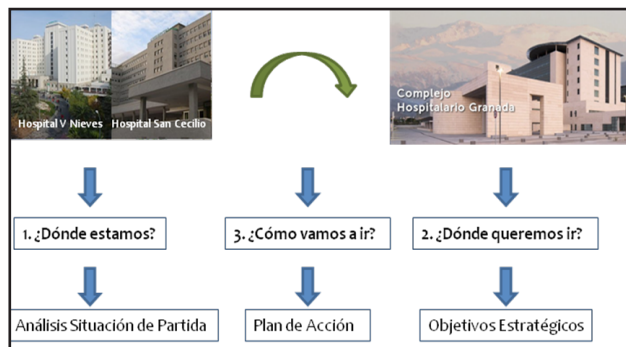 Hospital V Nieves
Hospital San Cecilio
Complejo
Hospitalario Granada
1. ¿Dónde estamos?
3. ¿Cómo vamos a ir?
2. ¿Dónde queremos ir?
Análisis Situación de Partida
Plan de Acción
Objetivos Estratégicos